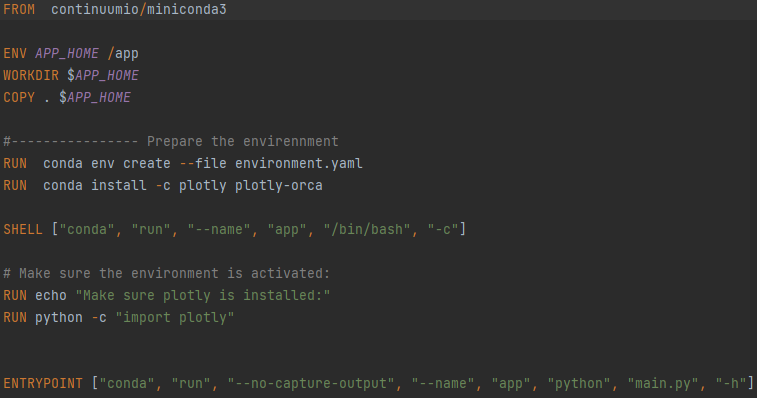 FROM  continuumio/miniconda3
ENV APP_HOME /app
WORKDIR $APP_HOME
COPY . $APP_HOME
#---------------- Prepare the envirennment
RUN  conda env create --file environment.yaml
RUN  conda install -c plotly plotly-orca
SHELL ["conda", "run", "--name", "app", "/bin/bash", "-c"]
# Make sure the environment is activated:
RUN echo "Make sure plotly is installed:"
RUN python -c "import plotly"
ENTRYPOINT ["conda", "run", "--no-capture-output", "--name", "app", "python", "main.py", "-h"]